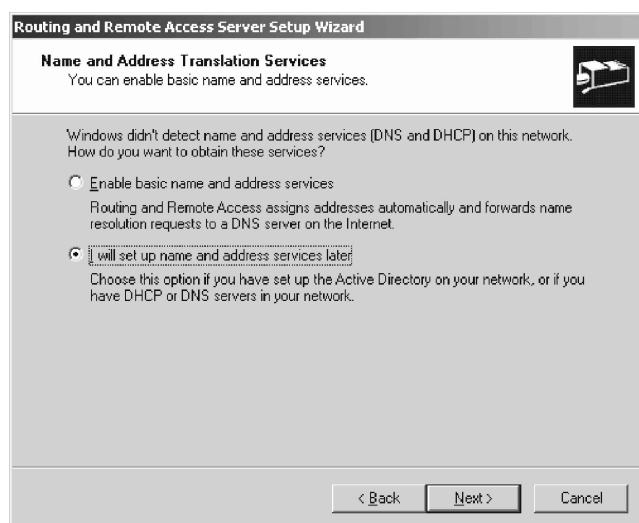 Routing and Remote Access Server Setup Wizard
Name and Address Translation Services
You can enable basic name and address services.
Windows didn't detect name and address services (DNS and DHCP) on this network.
How do you want to obtain these services?
Enable basic name and address services
Routing and Remote Access assigns addresses automatically and forwards name
resolution requests to a DNS server on the Internet.
I will set up name and address services later
Choose this option if you have set up the Active Directory on your network, or if you
have DHCP or DNS servers in your network.
< Back Next > Cancel